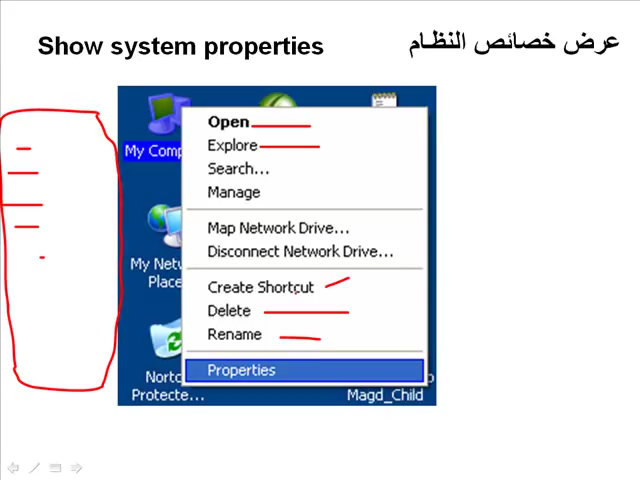 Show system properties
عرض خصائص النظام
Open
My Comp
Explore
Search...
Manage
Map Network Drive...
Disconnect Network Drive...
My Netw
Place
Create Shortcut
Delete
Rename
Properties
Norto
Protecte...
Magd_Child